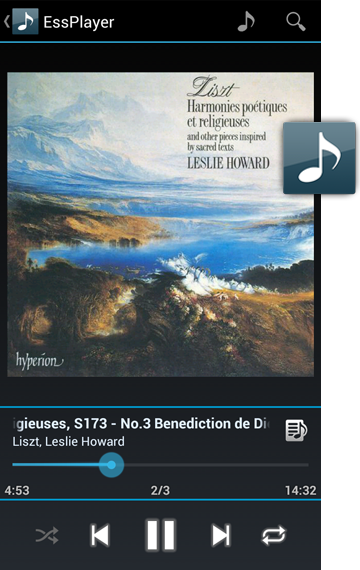 EssPlayer
Liszt
Harmonies poétiques
et religieuses
and other pieces inspired
by sacred texts
LESLIE HOWARD
hyperion
igieuses, S173 - No.3 Benediction de Di
Liszt, Leslie Howard
4:53 2/3 14:32